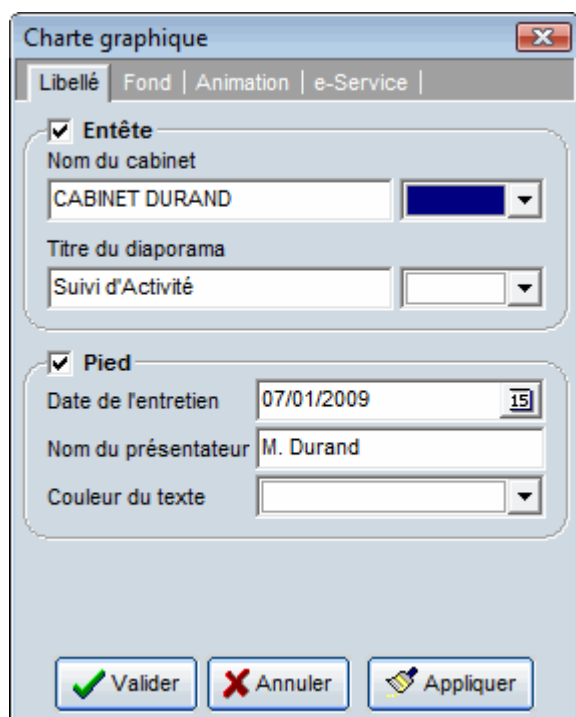 Charte graphique
Libellé Fond Animation e-Service
Entête
Nom du cabinet
CABINET DURAND
Titre du diaporama
Suivi d'Activité
Pied
Date de l'entretien 07/01/2009 15
Nom du présentateur M. Durand
Couleur du texte
Valider Annuler Appliquer